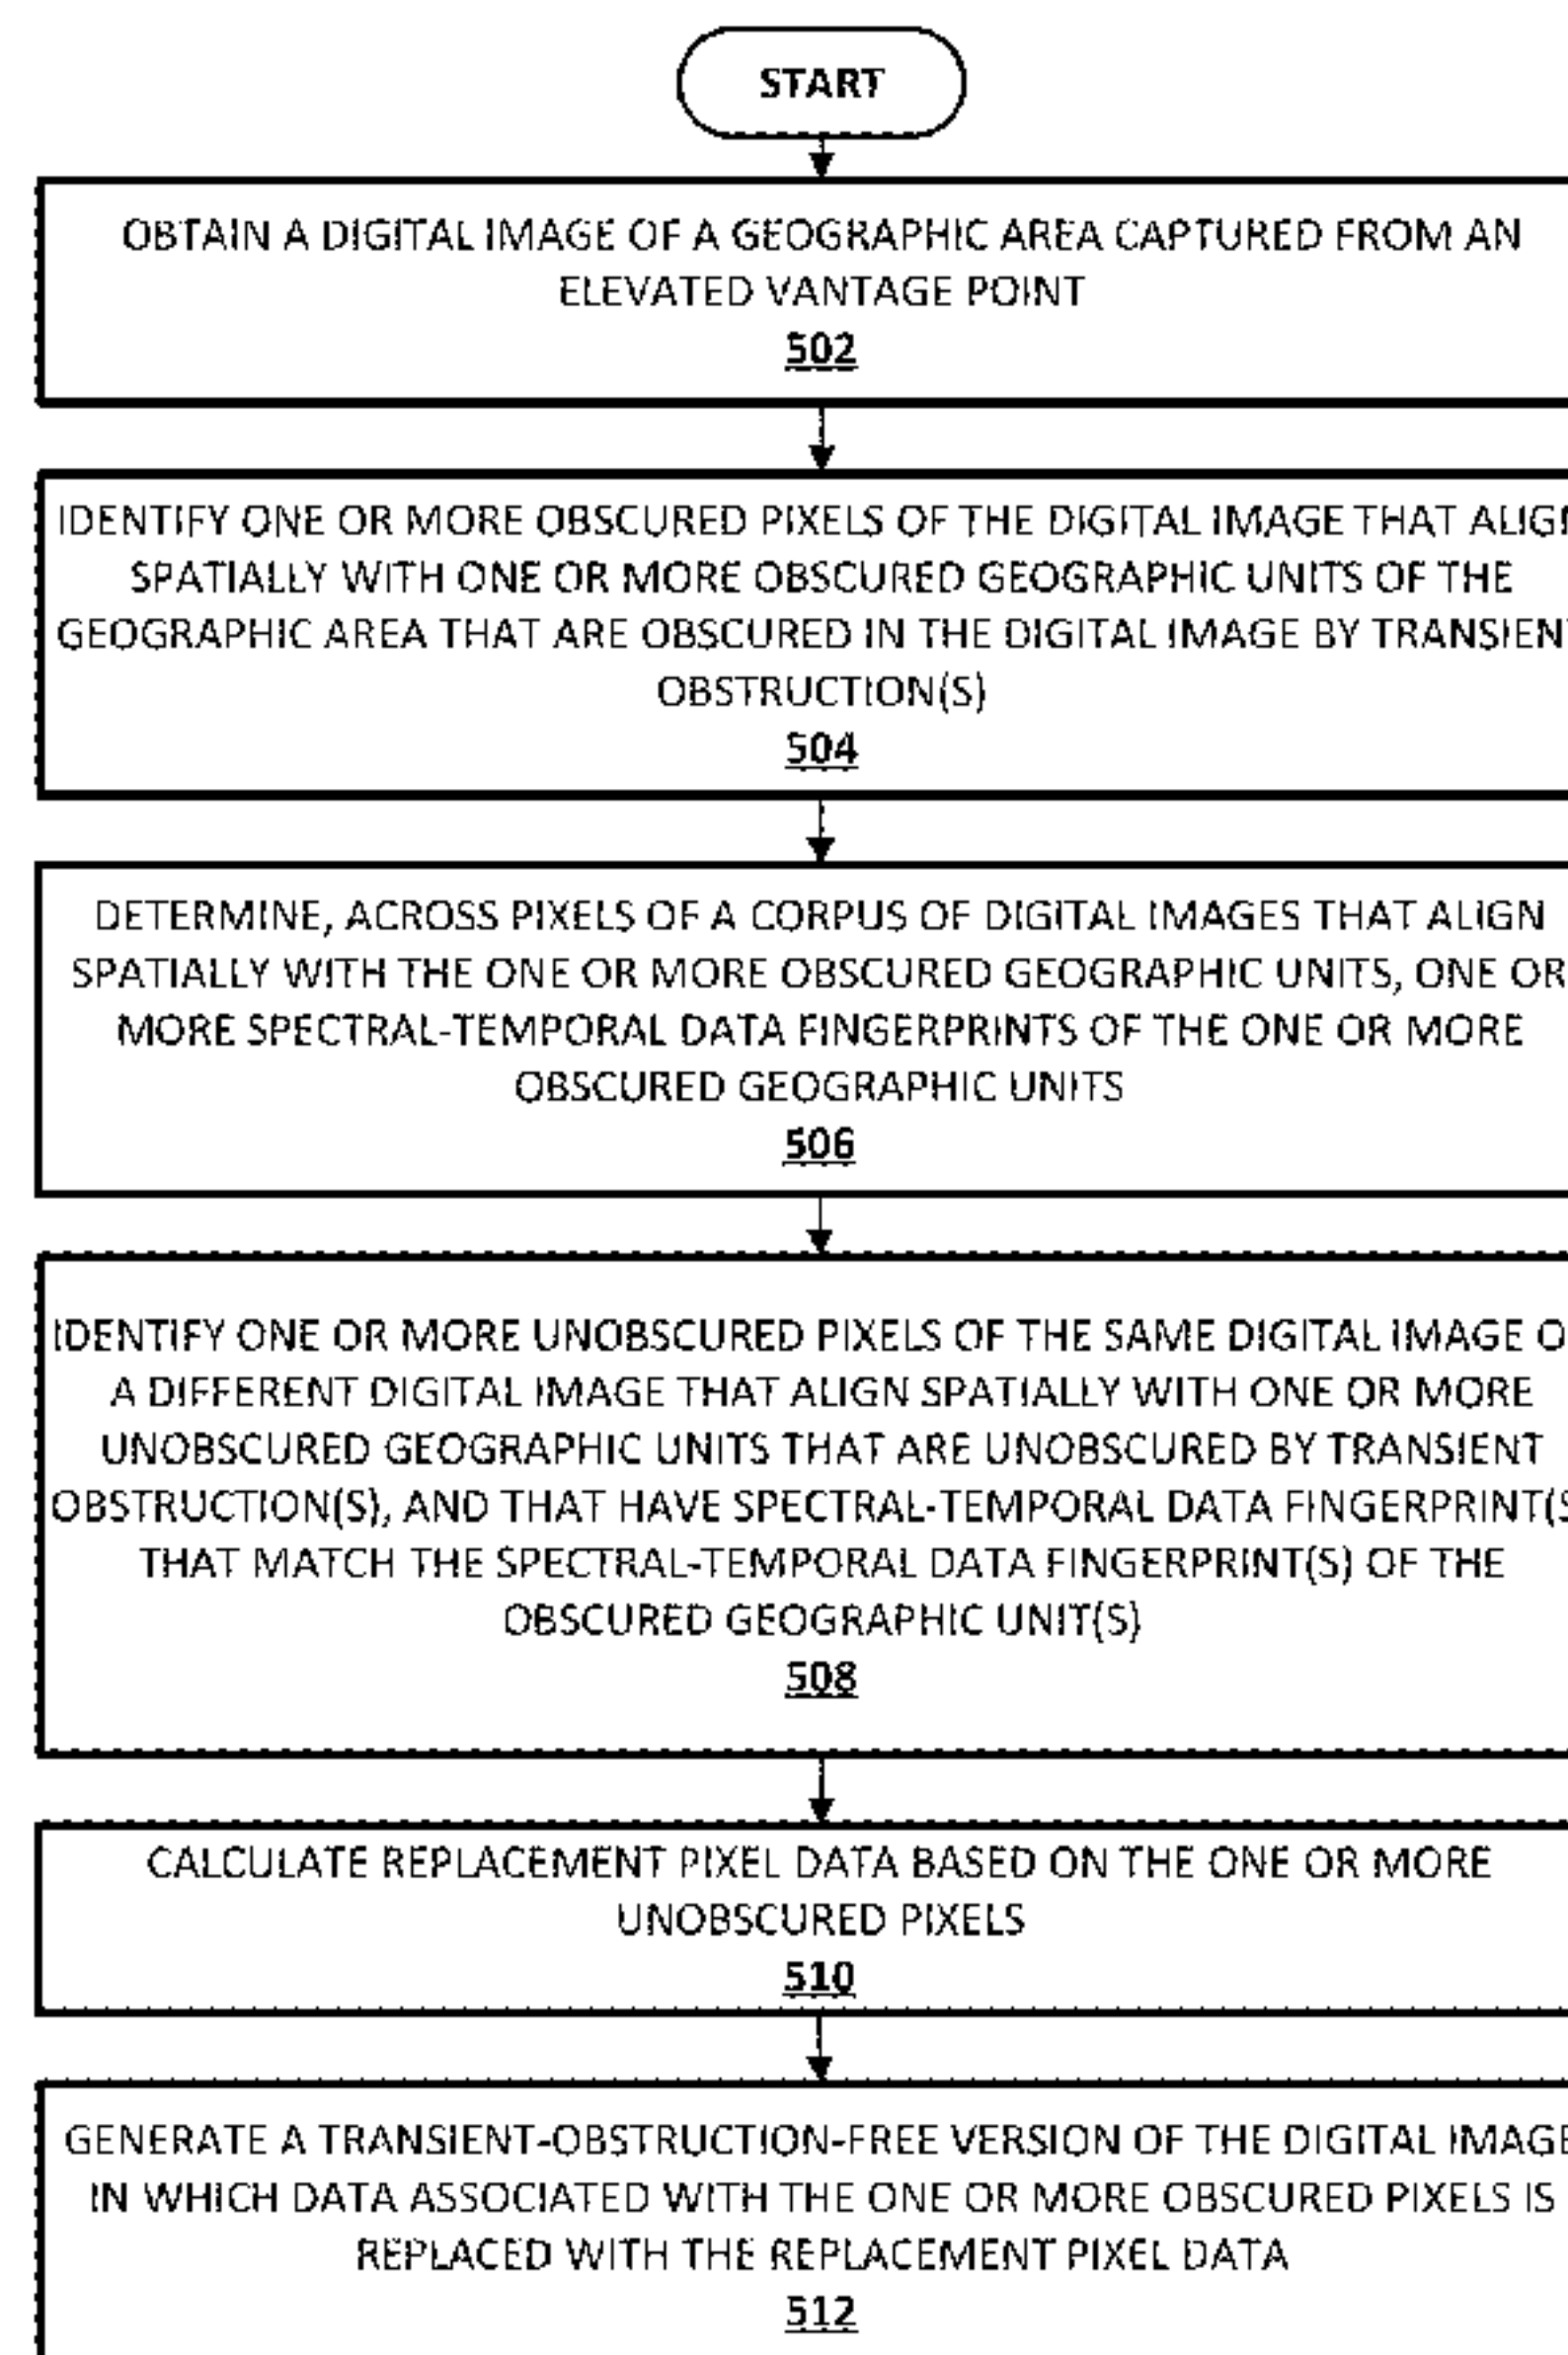 START
OBTAIN A DIGITAL IMAGE OF A GEOGRAPHIC AREA CAPTURED FROM AN
ELEVATED VANTAGE POINT
502
IDENTIFY ONE OR MORE OBSCURED PIXELS OF THE DIGITAL IMAGE THAT ALIGN
SPATIALLY WITH ONE OR MORE OBSCURED GEOGRAPHIC UNITS OF THE
GEOGRAPHIC AREA THAT ARE OBSCURED IN THE DIGITAL IMAGE BY TRANSIENT
OBSTRUCTION(S)
504
DETERMINE, ACROSS PIXELS OF A CORPUS OF DIGITAL IMAGES THAT ALIGN
SPATIALLY WITH THE ONE OR MORE OBSCURED GEOGRAPHIC UNITS, ONE OR
MORE SPECTRAL-TEMPORAL DATA FINGERPRINTS OF THE ONE OR MORE
OBSCURED GEOGRAPHIC UNITS
506
IDENTIFY ONE OR MORE UNOBSCURED PIXELS OF THE SAME DIGITAL IMAGE O
A DIFFERENT DIGITAL IMAGE THAT ALIGN SPATIALLY WITH ONE OR MORE
UNOBSCURED GEOGRAPHIC UNITS THAT ARE UNOBSCURED BY TRANSIENT
OBSTRUCTION(S), AND THAT HAVE SPECTRAL-TEMPORAL DATA FINGERPRINT(S
THAT MATCH THE SPECTRAL-TEMPORAL DATA FINGERPRINT(S) OF THE
OBSCURED GEOGRAPHIC UNIT(S)
508
CALCULATE REPLACEMENT PIXEL DATA BASED ON THE ONE OR MORE
UNOBSCURED PIXELS
510
GENERATE A TRANSIENT-OBSTRUCTION-FREE VERSION OF THE DIGITAL IMAGE
IN WHICH DATA ASSOCIATED WITH THE ONE OR MORE OBSCURED PIXELS IS
REPLACED WITH THE REPLACEMENT PIXEL DATA
512